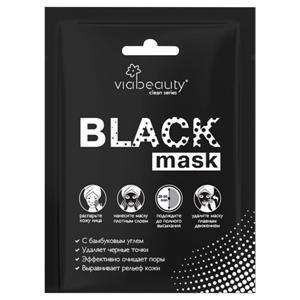 viabeauty
clean series
BLACK
mask
распарьте кожу лица
нанесите маску плотным слоем
подождите до полного высыхания
удалите маску плавным движением
• С бамбуковым углем
• Удаляет черные точки
• Эффективно очищает поры
• Выравнивает рельеф кожи